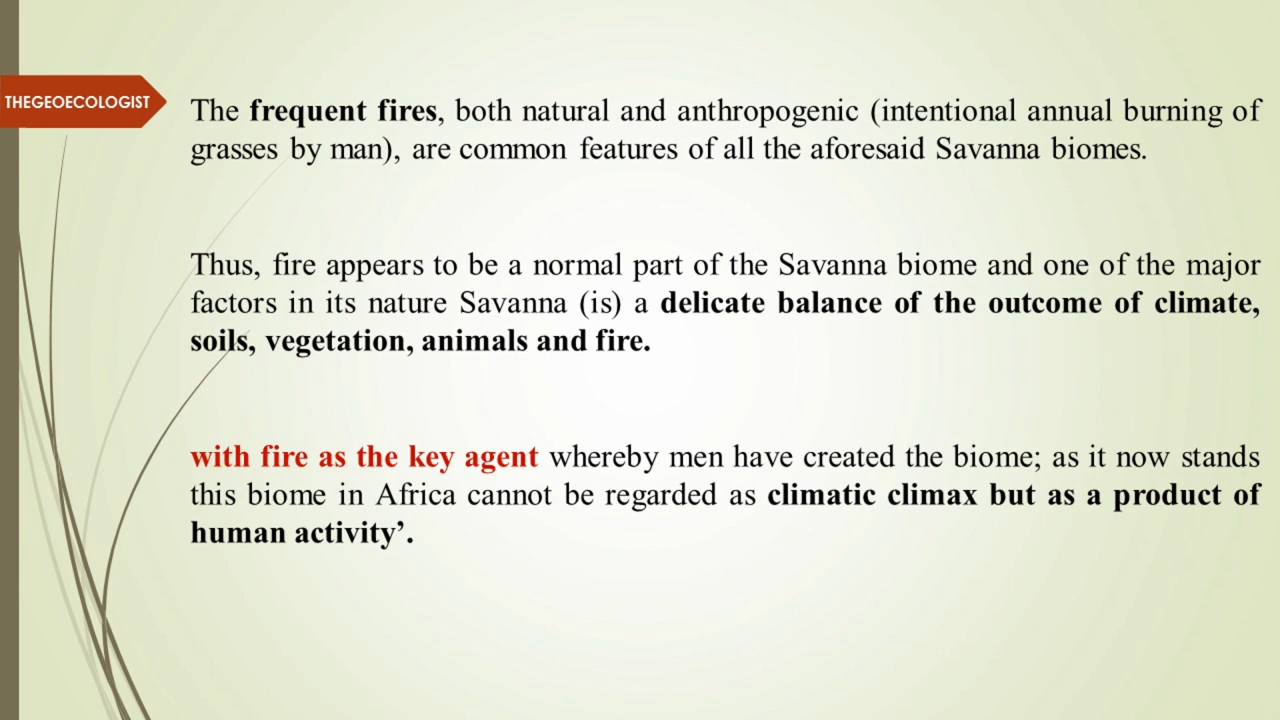 THEGEOECOLOGIST
The frequent fires, both natural and anthropogenic (intentional annual burning of
grasses by man), are common features of all the aforesaid Savanna biomes.
Thus, fire appears to be a normal part of the Savanna biome and one of the major
factors in its nature Savanna (is) a delicate balance of the outcome of climate,
soils, vegetation, animals and fire.
with fire as the key agent whereby men have created the biome; as it now stands
this biome in Africa cannot be regarded as climatic climax but as a product of
human activity’.